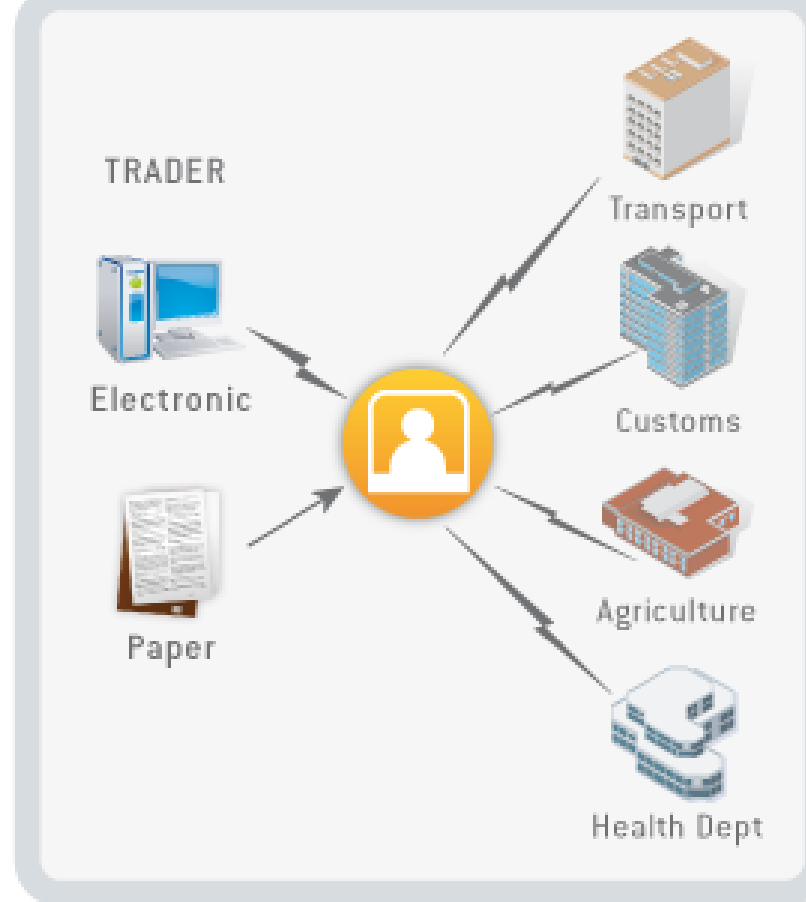 TRADER
Electronic
Paper
Transport
Customs
Agriculture
Health Dept